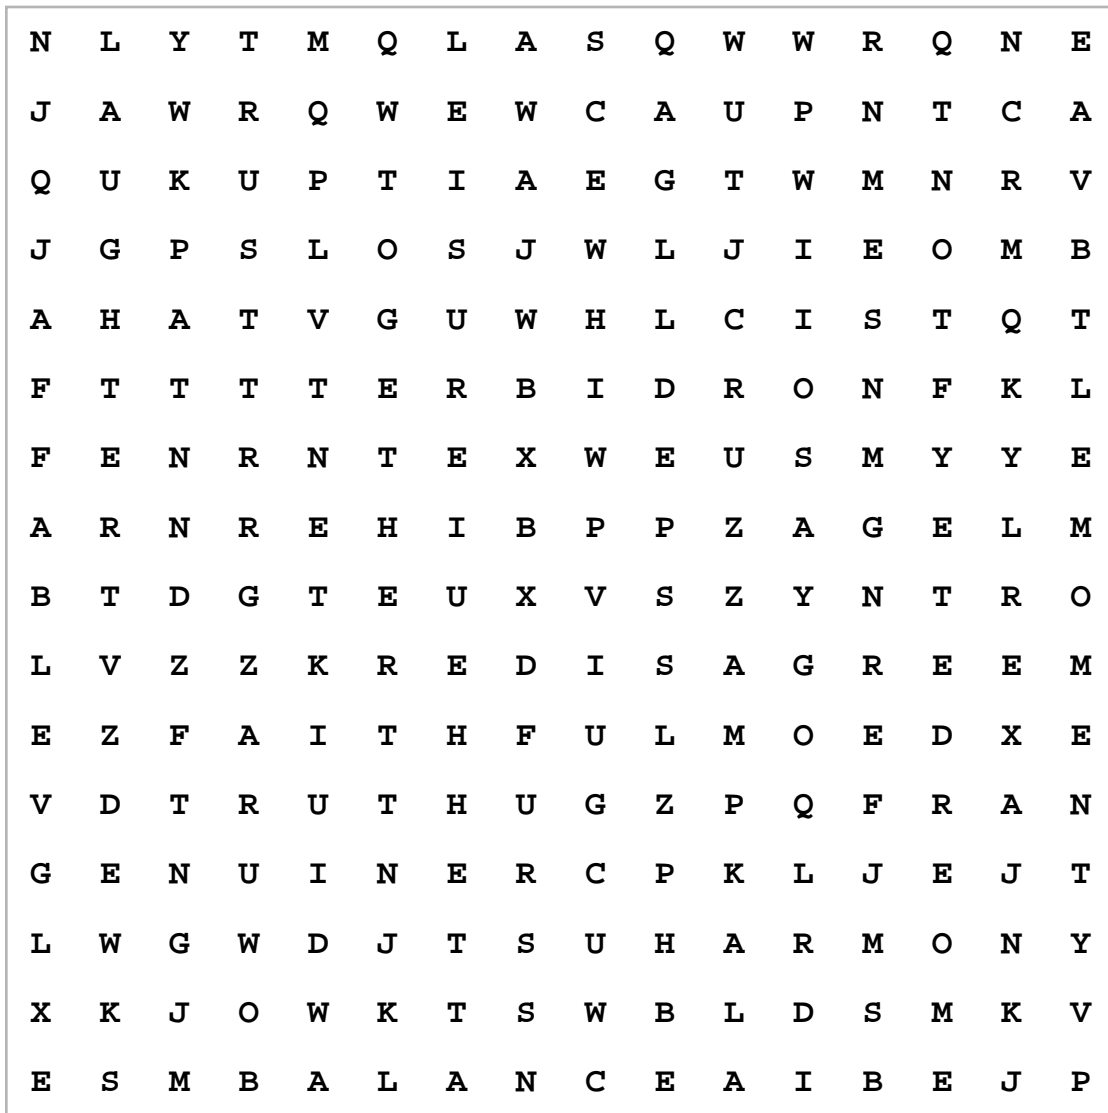 N L Y T M Q L A S Q W W R Q N E
J A W R Q W E W C A U P N T C A
Q U K U P T I A E G T W M N R V
J G P S L O S J W L J I E O M B
A H A T V G U W H L C I S T Q T
F T T T T E R B I D R O N F K L
F E N R N T E X W E U S M Y Y E
A R N R E H I B P P Z A G E L M
B T D G T E U X V S Z Y N T R O
L V Z Z K R E D I S A G R E E M
E Z F A I T H F U L M O E D X E
V D T R U T H U G Z P Q F R A N
G E N U I N E R C P K L J E J T
L W G W D J T S U H A R M O N Y
X K J O W K T S W B L D S M K V
E S M B A L A N C E A I B E J P